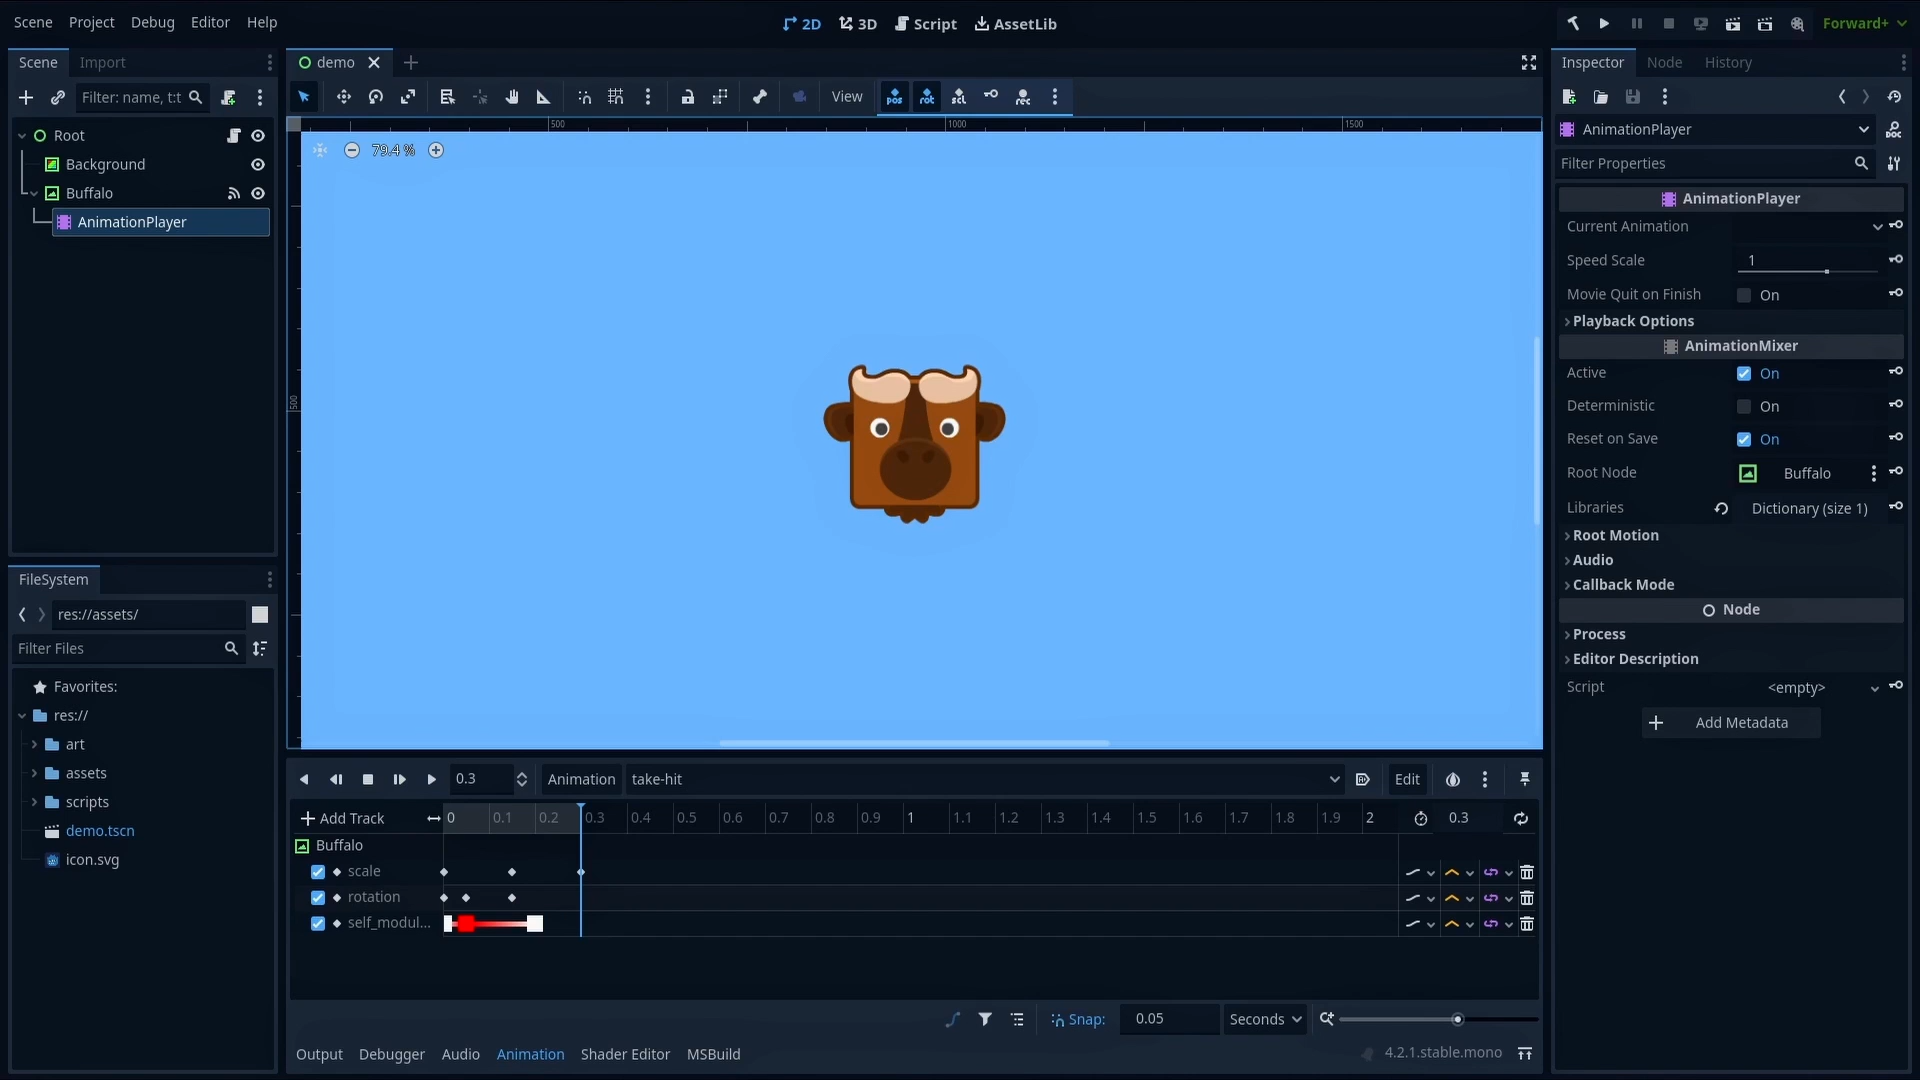 Scene Project Debug Editor Help
2D 3D Script AssetLib
Forward+
Scene Import
demo
Inspector Node History
Filter: name, t:t
View
pos rot scl rec
Root
Background
Buffalo
AnimationPlayer
500 1000 1500
79.4 %
500
AnimationPlayer
DOC
Filter Properties
AnimationPlayer
Current Animation
Speed Scale 1
Movie Quit on Finish On
Playback Options
AnimationMixer
Active On
Deterministic On
Reset on Save On
Root Node Buffalo
Libraries Dictionary (size 1)
Root Motion
Audio
Callback Mode
Node
Process
Editor Description
Script <empty>
Add Metadata
FileSystem
res://assets/
Filter Files
Favorites:
res://
art
assets
scripts
demo.tscn
icon.svg
0.3 Animation take-hit Edit
Add Track 0 0.1 0.2 0.3 0.4 0.5 0.6 0.7 0.8 0.9 1 1.1 1.2 1.3 1.4 1.5 1.6 1.7 1.8 1.9 2 0.3
Buffalo
scale
rotation
self_modul...
Snap: 0.05 Seconds
Output Debugger Audio Animation Shader Editor MSBuild
4.2.1.stable.mono